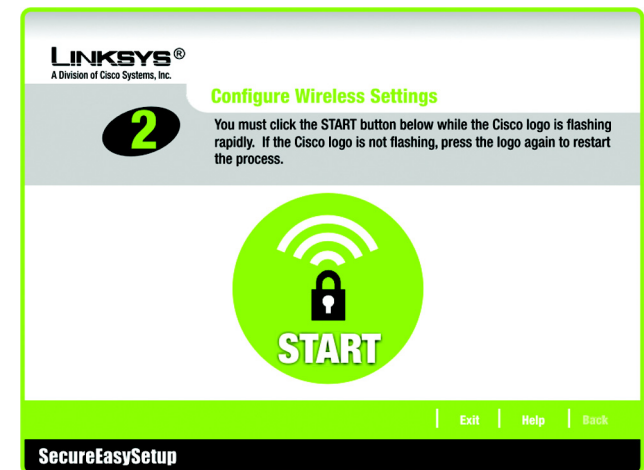 LINKSYS®
A Division of Cisco Systems, Inc.
Configure Wireless Settings
2
You must click the START button below while the Cisco logo is flashing
rapidly. If the Cisco logo is not flashing, press the logo again to restart
the process.
START
Exit Help Back
SecureEasySetup